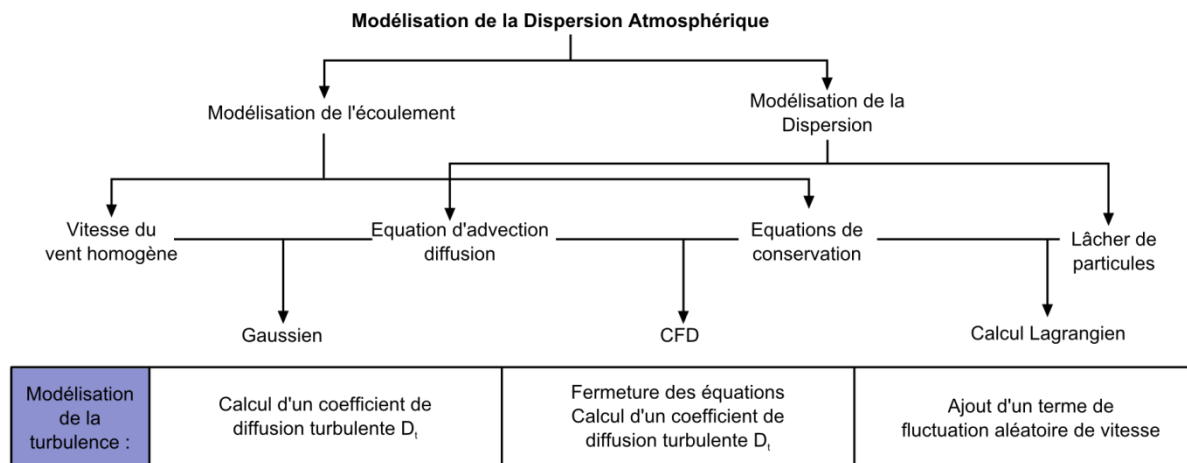 Modélisation de la Dispersion Atmosphérique
Modélisation de l'écoulement
Modélisation de la
Dispersion
Vitesse du
vent homogène
Equation d'advection
diffusion
Equations de
conservation
Lâcher de
particules
Gaussien
CFD
Calcul Lagrangien
Modélisation
de la
turbulence :
Calcul d'un coefficient de
diffusion turbulente Dₜ
Fermeture des équations
Calcul d'un coefficient de
diffusion turbulente Dₜ
Ajout d'un terme de
fluctuation aléatoire de vitesse